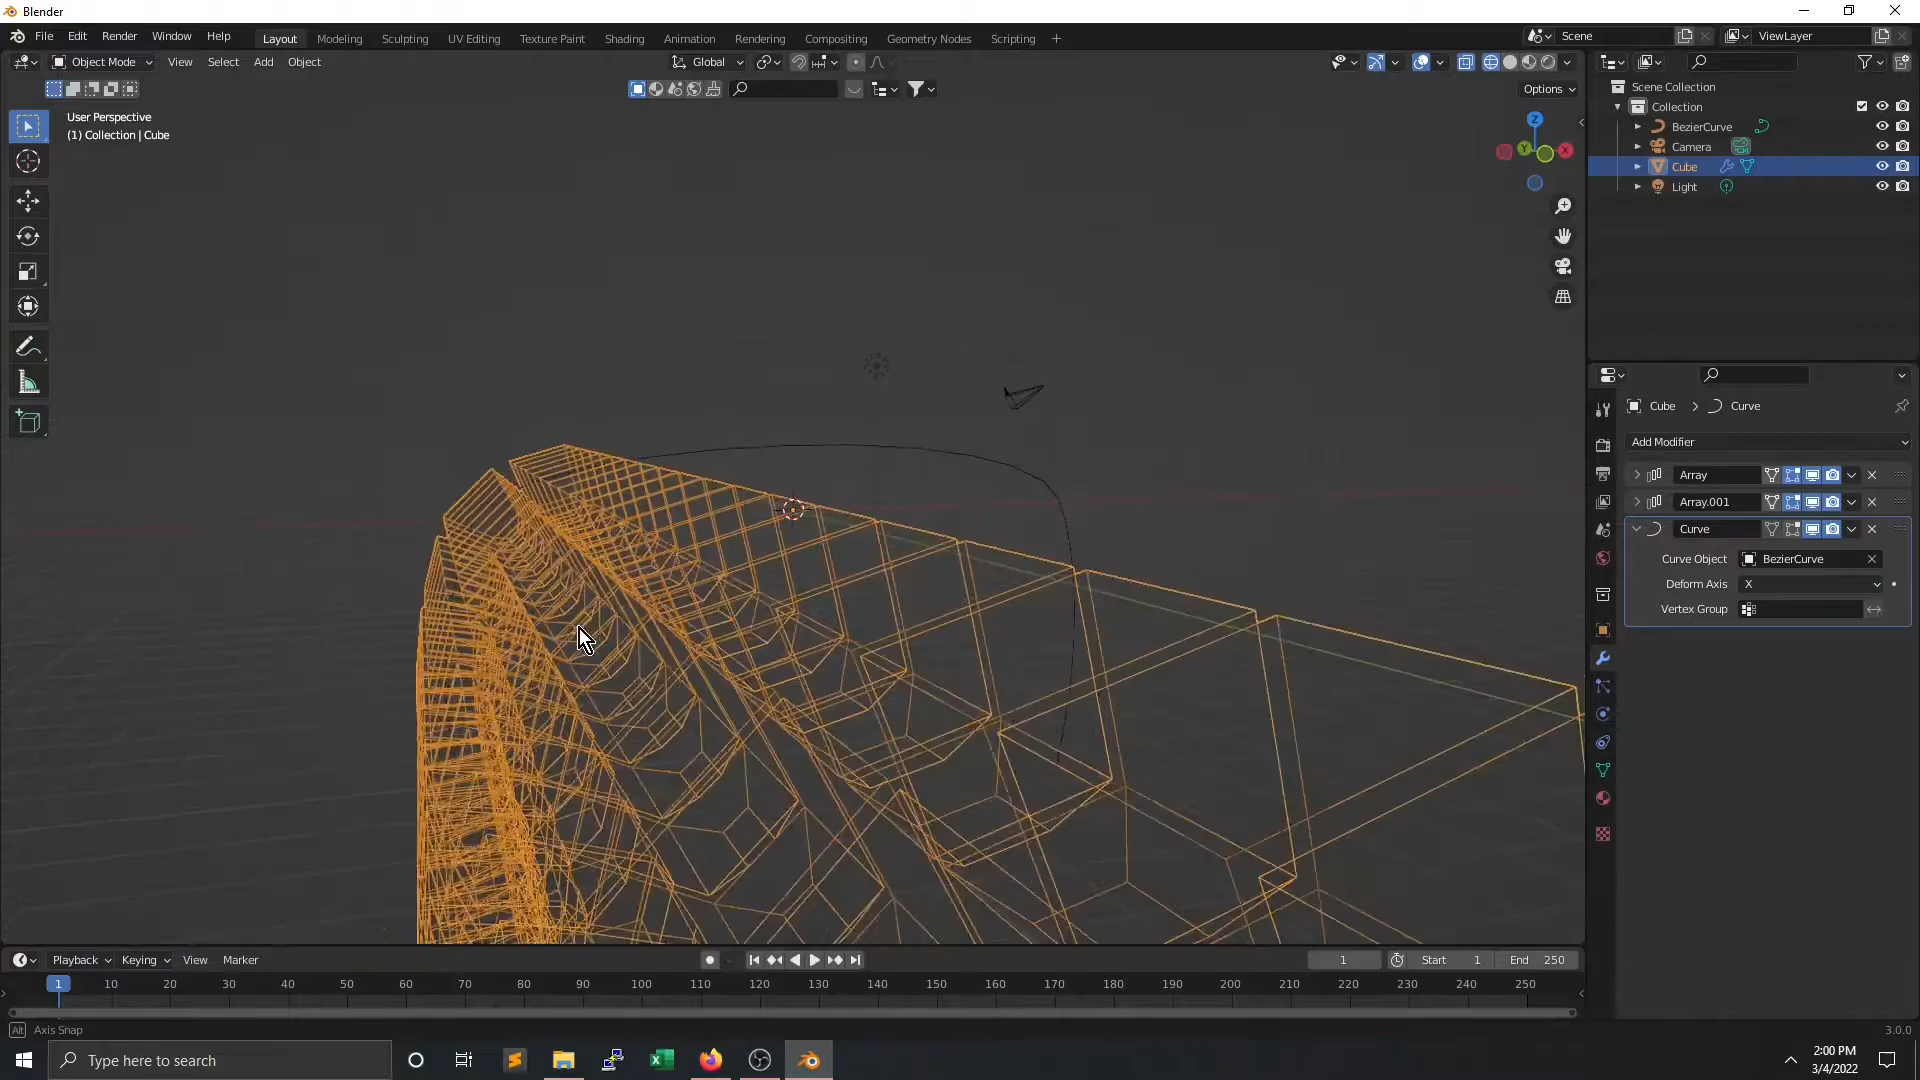 Blender
File Edit Render Window Help
Layout Modeling Sculpting UV Editing Texture Paint Shading Animation Rendering Compositing Geometry Nodes Scripting +
Scene
ViewLayer
Object Mode View Select Add Object
Global
Options
User Perspective
(1) Collection | Cube
Z
Y
X
Scene Collection
Collection
BezierCurve
Camera
Cube
Light
Cube > Curve
Add Modifier
Array
Array.001
Curve
Curve Object BezierCurve
Deform Axis X
Vertex Group
Playback Keying View Marker
1 Start 1 End 250
1 10 20 30 40 50 60 70 80 90 100 110 120 130 140 150 160 170 180 190 200 210 220 230 240 250
Alt Axis Snap
3.0.0
Type here to search
2:00 PM
3/4/2022